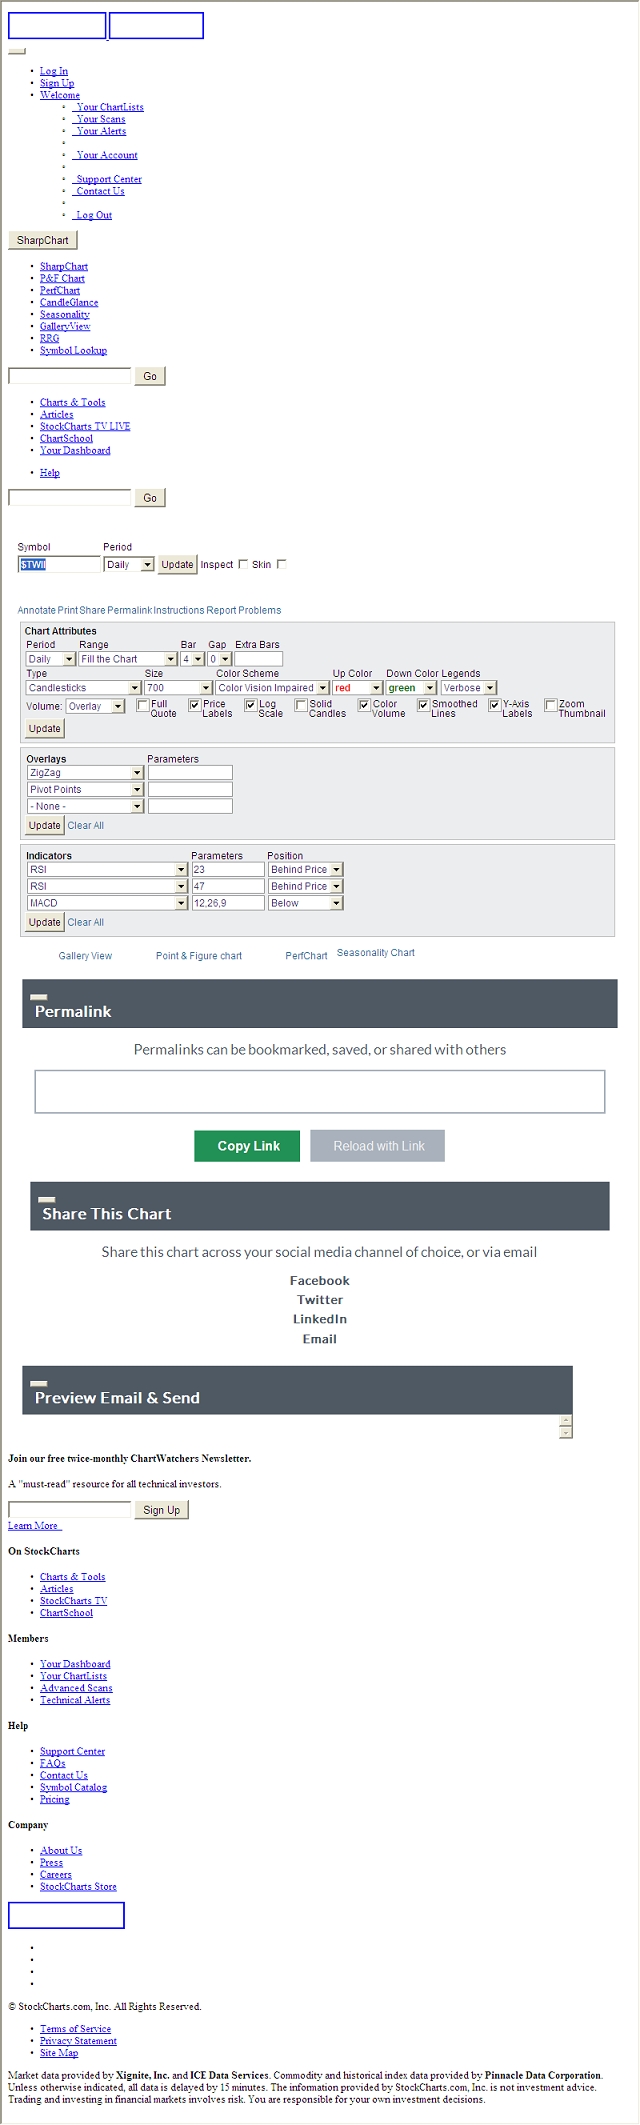 Log In
Sign Up
Welcome
Your ChartLists
Your Scans
Your Alerts
Your Account
Support Center
Contact Us
Log Out
SharpChart
SharpChart
P&F Chart
PerfChart
CandleGlance
Seasonality
GalleryView
RRG
Symbol Lookup
Go
Charts & Tools
Articles
StockCharts TV LIVE
ChartSchool
Your Dashboard
Help
Go
Symbol Period
$TWII Daily Update Inspect Skin
Annotate Print Share Permalink Instructions Report Problems
Chart Attributes
Period Range Bar Gap Extra Bars
Daily Fill the Chart 4 0
Type Size Color Scheme Up Color Down Color Legends
Candlesticks 700 Color Vision Impaired red green Verbose
Volume: Overlay Full Quote Price Labels Log Scale Solid Candles Color Volume Smoothed Lines Y-Axis Labels Zoom Thumbnail
Update
Overlays Parameters
ZigZag
Pivot Points
- None -
Update Clear All
Indicators Parameters Position
RSI 23 Behind Price
RSI 47 Behind Price
MACD 12,26,9 Below
Update Clear All
Gallery View Point & Figure chart PerfChart Seasonality Chart
Permalink
Permalinks can be bookmarked, saved, or shared with others
Copy Link Reload with Link
Share This Chart
Share this chart across your social media channel of choice, or via email
Facebook
Twitter
LinkedIn
Email
Preview Email & Send
Join our free twice-monthly ChartWatchers Newsletter.
A "must-read" resource for all technical investors.
Sign Up
Learn More
On StockCharts
Charts & Tools
Articles
StockCharts TV
ChartSchool
Members
Your Dashboard
Your ChartLists
Advanced Scans
Technical Alerts
Help
Support Center
FAQs
Contact Us
Symbol Catalog
Pricing
Company
About Us
Press
Careers
StockCharts Store
© StockCharts.com, Inc. All Rights Reserved.
Terms of Service
Privacy Statement
Site Map
Market data provided by Xignite, Inc. and ICE Data Services. Commodity and historical index data provided by Pinnacle Data Corporation.
Unless otherwise indicated, all data is delayed by 15 minutes. The information provided by StockCharts.com, Inc. is not investment advice.
Trading and investing in financial markets involves risk. You are responsible for your own investment decisions.